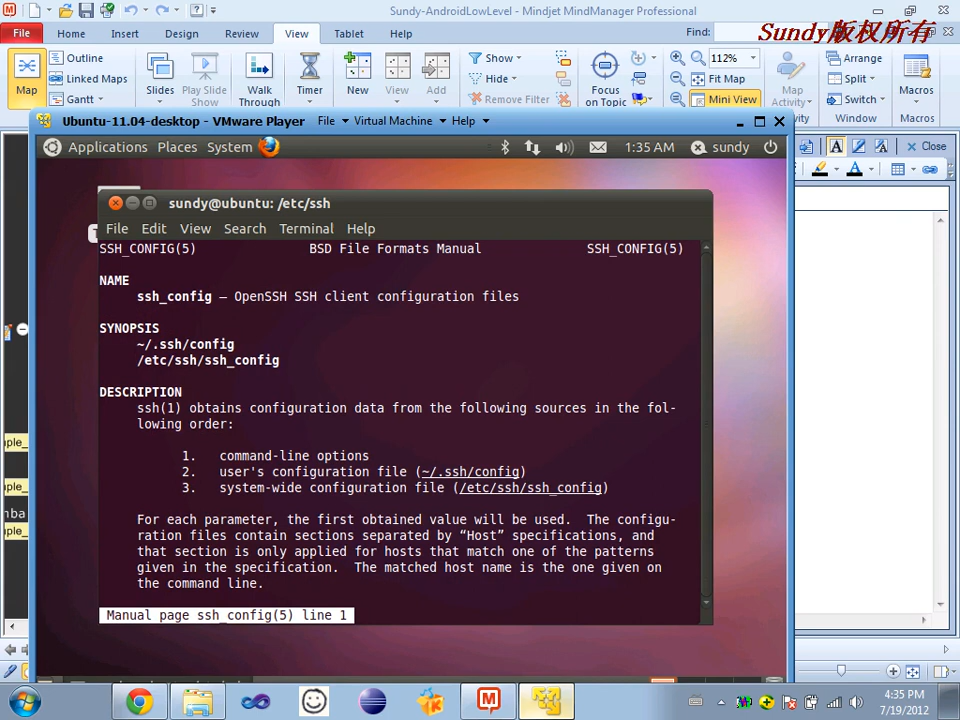 Sundy-AndroidLowLevel - Mindjet MindManager Professional
File Home Insert Design Review View Tablet Help Find:
Sundy版权所有
Map
Outline
Linked Maps
Gantt
Slides
Play Slide Show
Walk Through
Timer
New
View
Add
Show
Hide
Remove Filter
Focus on Topic
112%
Fit Map
Mini View
Map Activity
Arrange
Split
Switch
Window
Macros
Macros
Close
Ubuntu-11.04-desktop - VMware Player File Virtual Machine Help
Applications Places System 1:35 AM sundy
sundy@ubuntu: /etc/ssh
File Edit View Search Terminal Help
SSH_CONFIG(5) BSD File Formats Manual SSH_CONFIG(5)
NAME
ssh_config — OpenSSH SSH client configuration files
SYNOPSIS
~/.ssh/config
/etc/ssh/ssh_config
DESCRIPTION
ssh(1) obtains configuration data from the following sources in the fol-
lowing order:
1. command-line options
2. user's configuration file (~/.ssh/config)
3. system-wide configuration file (/etc/ssh/ssh_config)
For each parameter, the first obtained value will be used. The configu-
ration files contain sections separated by “Host” specifications, and
that section is only applied for hosts that match one of the patterns
given in the specification. The matched host name is the one given on
the command line.
Manual page ssh_config(5) line 1
4:35 PM
7/19/2012